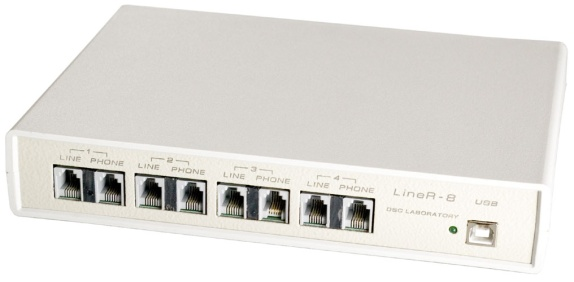 1 2 3 4
LINE PHONE LINE PHONE LINE PHONE LINE PHONE
LineR-8 USB
DSC LABORATORY